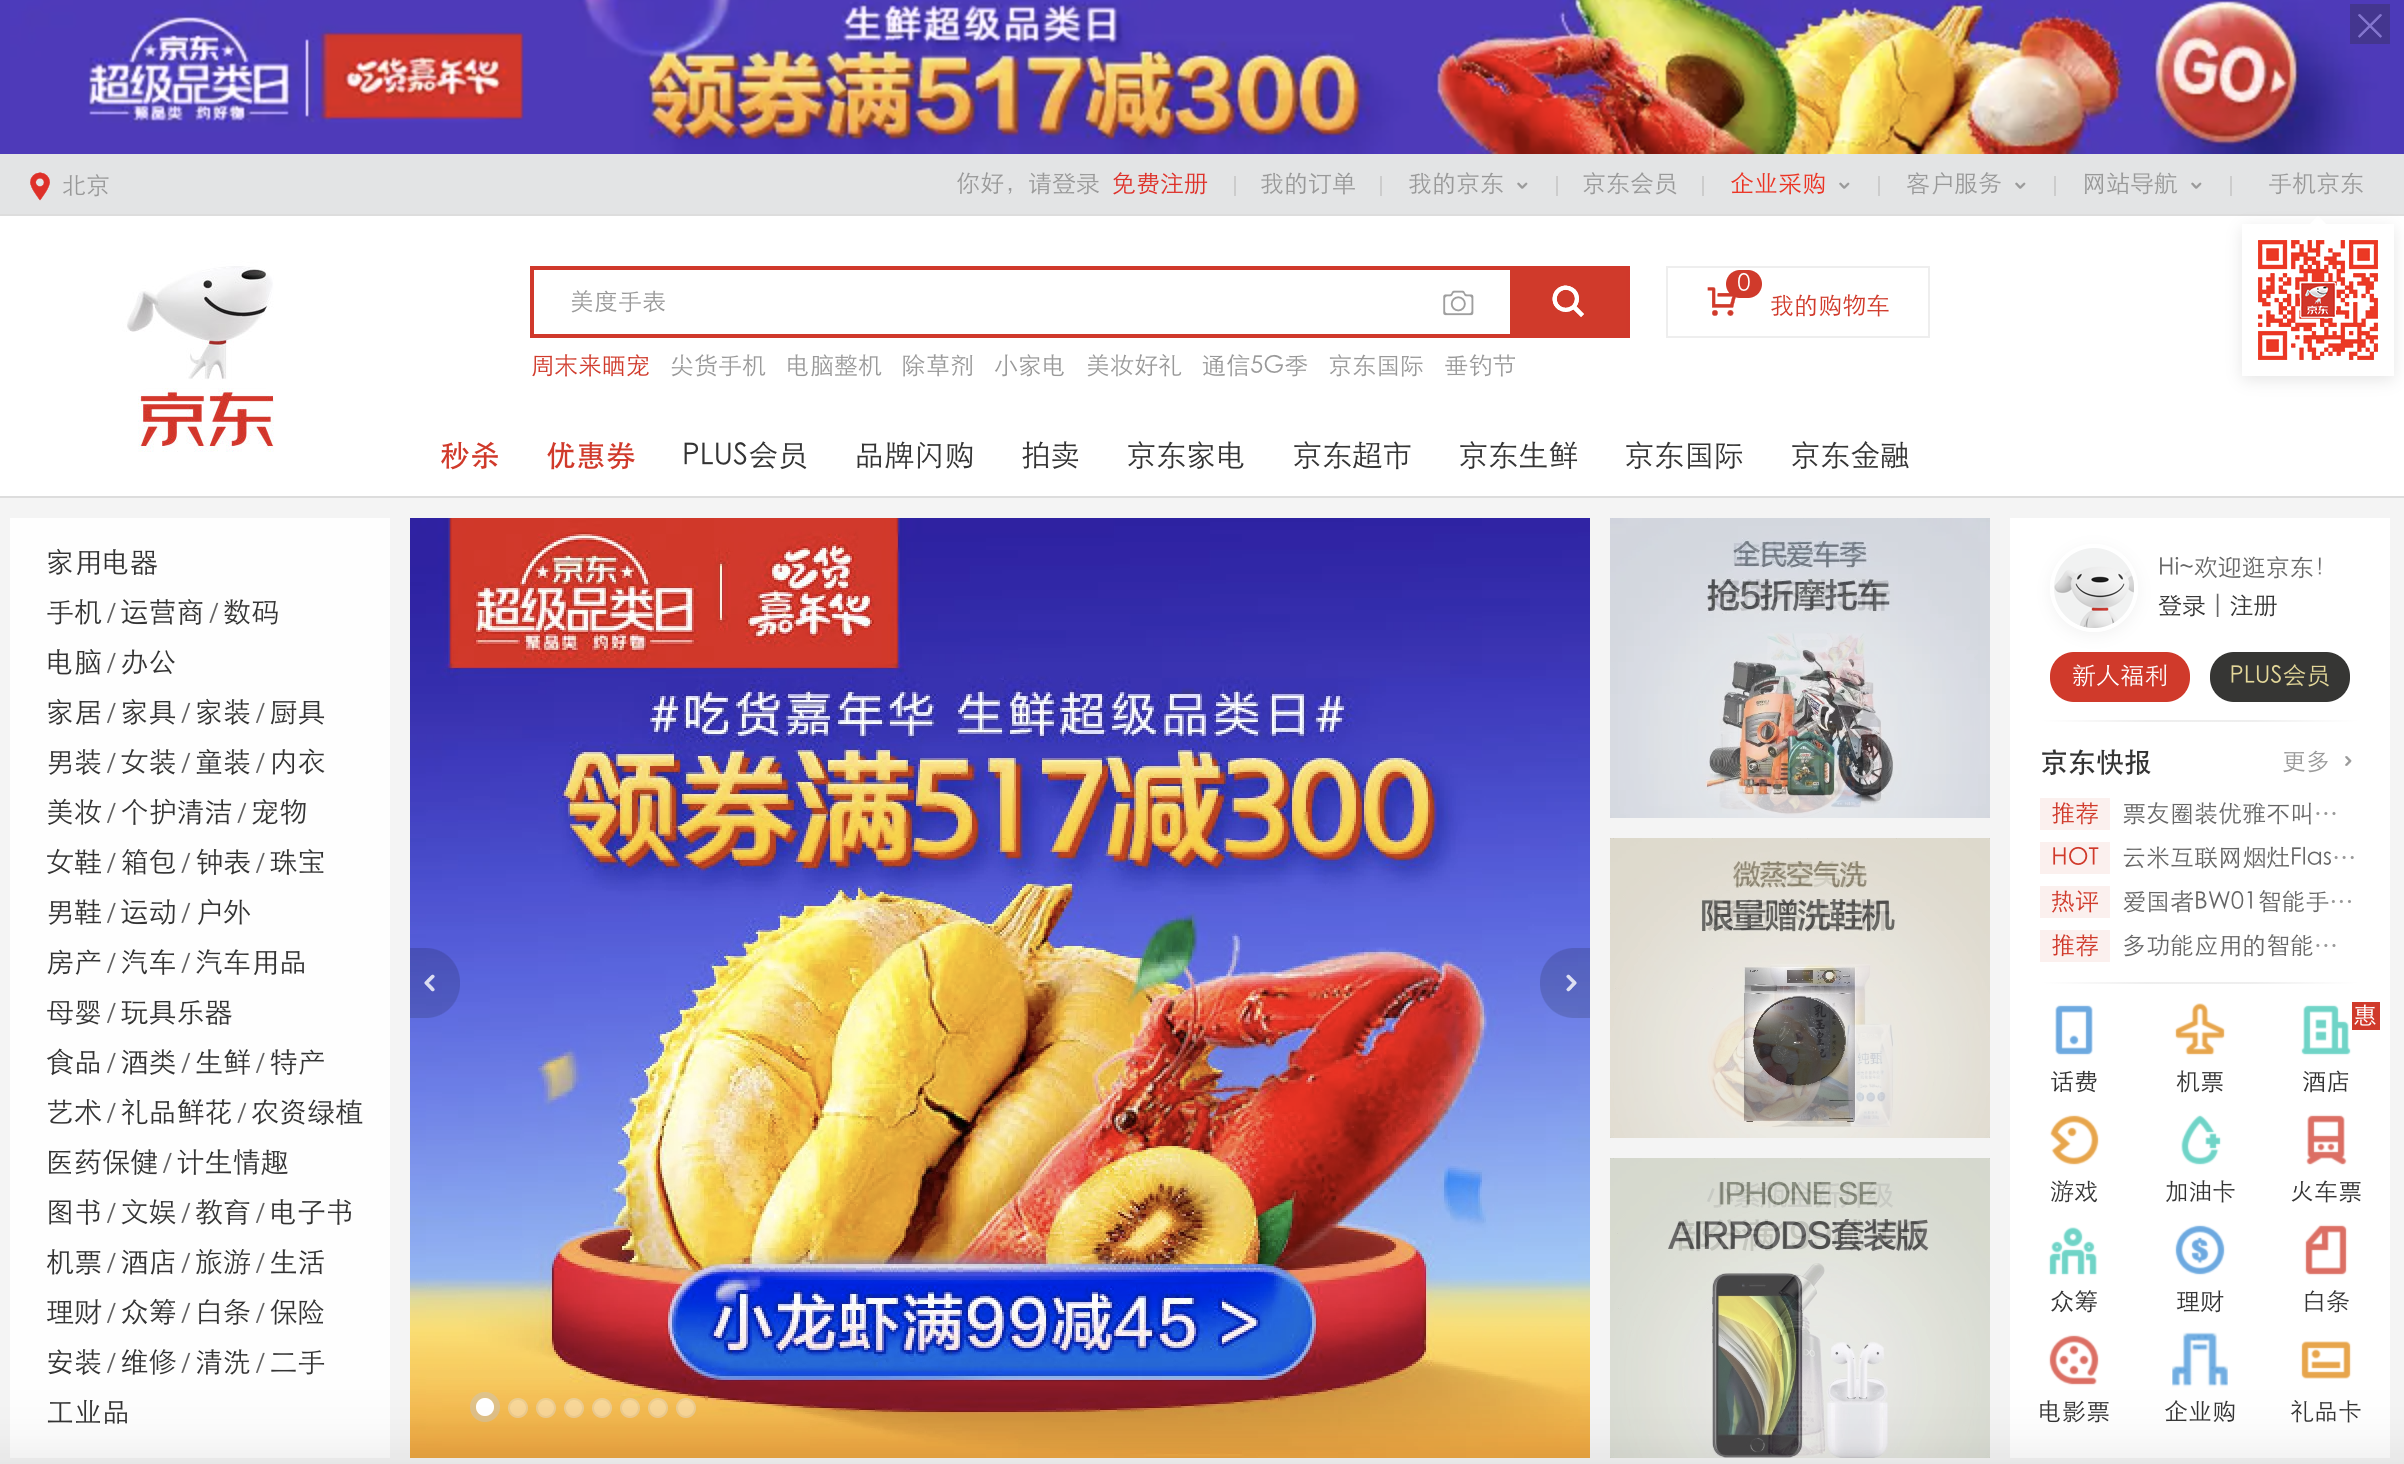 京东
超级品类日
聚品类 约好物
吃货嘉年华
生鲜超级品类日
领券满517减300
GO
北京
你好，请登录 免费注册
我的订单
我的京东
京东会员
企业采购
客户服务
网站导航
手机京东
京东
美度手表
0
我的购物车
京东
周末来晒宠 尖货手机 电脑整机 除草剂 小家电 美妆好礼 通信5G季 京东国际 垂钓节
秒杀 优惠券 PLUS会员 品牌闪购 拍卖 京东家电 京东超市 京东生鲜 京东国际 京东金融
家用电器
手机/运营商/数码
电脑/办公
家居/家具/家装/厨具
男装/女装/童装/内衣
美妆/个护清洁/宠物
女鞋/箱包/钟表/珠宝
男鞋/运动/户外
房产/汽车/汽车用品
母婴/玩具乐器
食品/酒类/生鲜/特产
艺术/礼品鲜花/农资绿植
医药保健/计生情趣
图书/文娱/教育/电子书
机票/酒店/旅游/生活
理财/众筹/白条/保险
安装/维修/清洗/二手
工业品
京东
超级品类日
聚品类 约好物
吃货
嘉年华
#吃货嘉年华 生鲜超级品类日#
领券满517减300
小龙虾满99减45 >
全民爱车季
抢5折摩托车
微蒸空气洗
限量赠洗鞋机
IPHONE SE
AIRPODS套装版
Hi~欢迎逛京东！
登录 | 注册
新人福利
PLUS会员
京东快报
更多
推荐 票友圈装优雅不叫···
HOT 云米互联网烟灶Flas···
热评 爱国者BW01智能手···
推荐 多功能应用的智能···
惠
话费 机票 酒店
游戏 加油卡 火车票
众筹 理财 白条
电影票 企业购 礼品卡